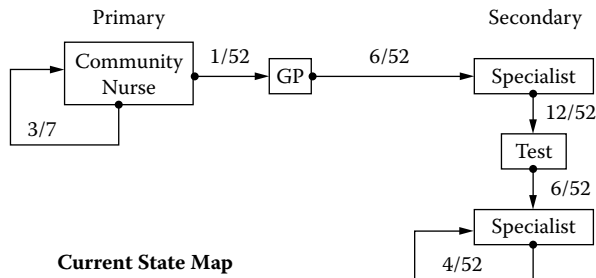 Primary
Secondary
Community
Nurse
1/52
GP
6/52
Specialist
3/7
12/52
Test
6/52
Specialist
4/52
Current State Map